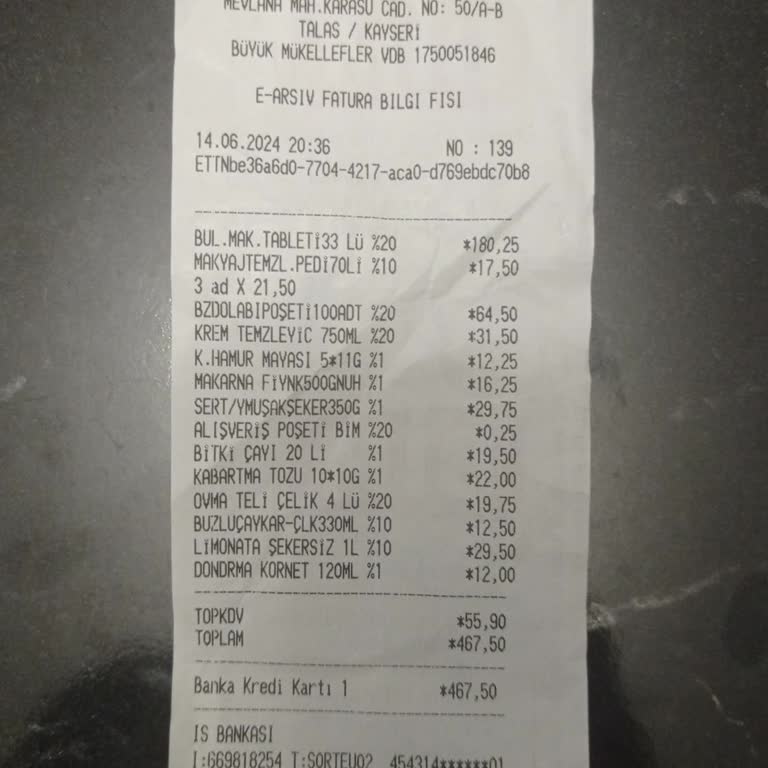 MEVLANA MAH.KARASU CAD. NO: 50/A-B
TALAS / KAYSERİ
BÜYÜK MÜKELLEFLER VDB 1750051846
E-ARSIV FATURA BILGI FISI
14.06.2024 20:36 NO : 139
ETTNbe36a6d0-7704-4217-aca0-d769ebdc70b8
BUL.MAK.TABLETİ33 LÜ %20 *180,25
MAKYAJTEMZL.PEDİ70Lİ %10 *17,50
3 ad X 21,50
BZDOLABIPOŞETİ100ADT %20 *64,50
KREM TEMZLEYİC 750ML %20 *31,50
K.HAMUR MAYASI 5*11G %1 *12,25
MAKARNA FİYNK500GNUH %1 *16,25
SERT/YMUŞAKŞEKER350G %1 *29,75
ALIŞVERİŞ POŞETİ BİM %20 *0,25
BİTKİ ÇAYI 20 Lİ %1 *19,50
KABARTMA TOZU 10*10G %1 *22,00
OVMA TELİ ÇELİK 4 LÜ %20 *19,75
BUZLUÇAYKAR-ÇLK330ML %10 *12,50
LİMONATA ŞEKERSİZ 1L %10 *29,50
DONDRMA KORNET 120ML %1 *12,00
TOPKDV *55,90
TOPLAM *467,50
Banka Kredi Kartı 1 *467,50
IS BANKASI
I:669818254 T:SORTEU02 454314******01